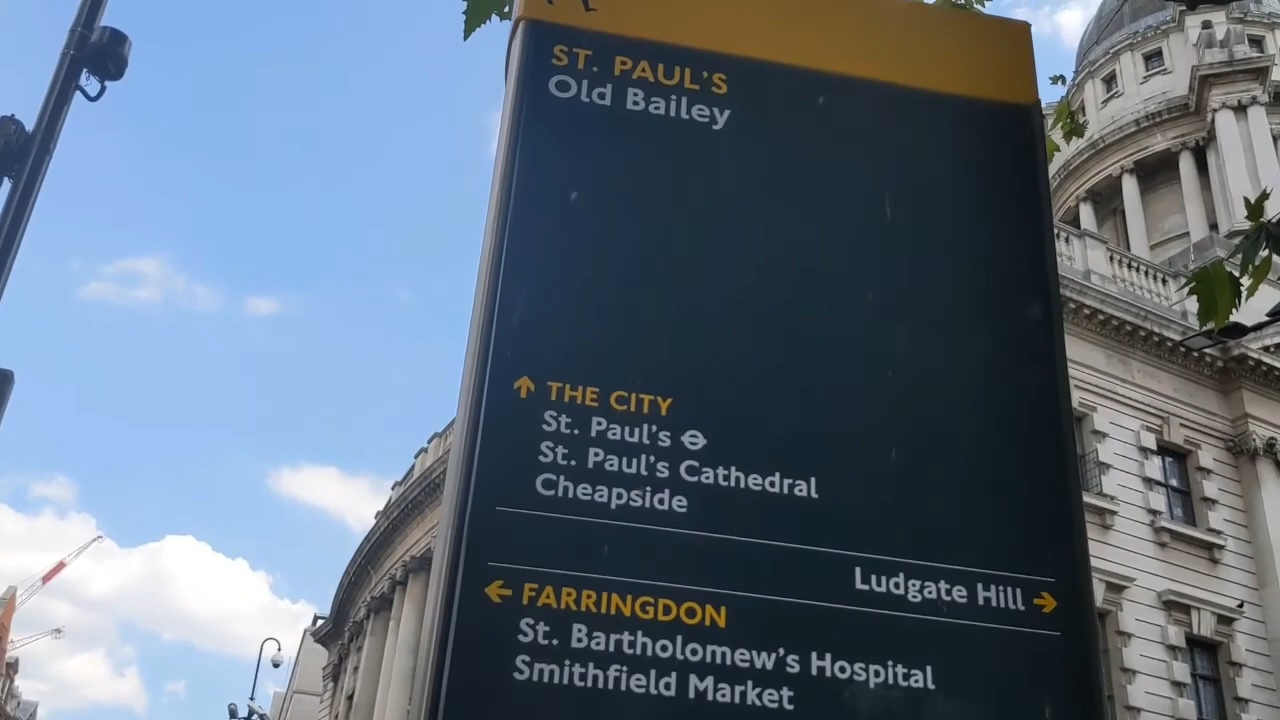 ST. PAUL'S
Old Bailey
THE CITY
St. Paul's
St. Paul's Cathedral
Cheapside
Ludgate Hill
FARRINGDON
St. Bartholomew's Hospital
Smithfield Market